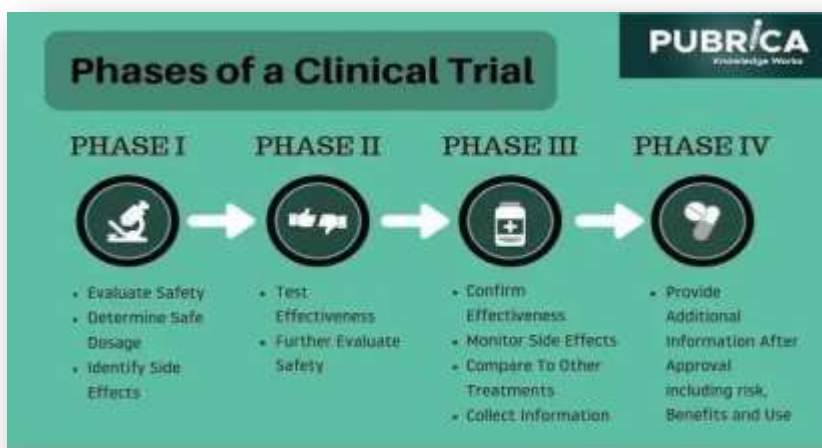 Phases of a Clinical Trial
PUBRICA
Knowledge Works
PHASE I
PHASE II
PHASE III
PHASE IV
• Evaluate Safety
• Determine Safe
Dosage
• Identify Side
Effects
• Test
Effectiveness
• Further Evaluate
Safety
• Confirm
Effectiveness
• Monitor Side Effects
• Compare To Other
Treatments
• Collect Information
• Provide
Additional
Information After
Approval
including risk,
Benefits and Use